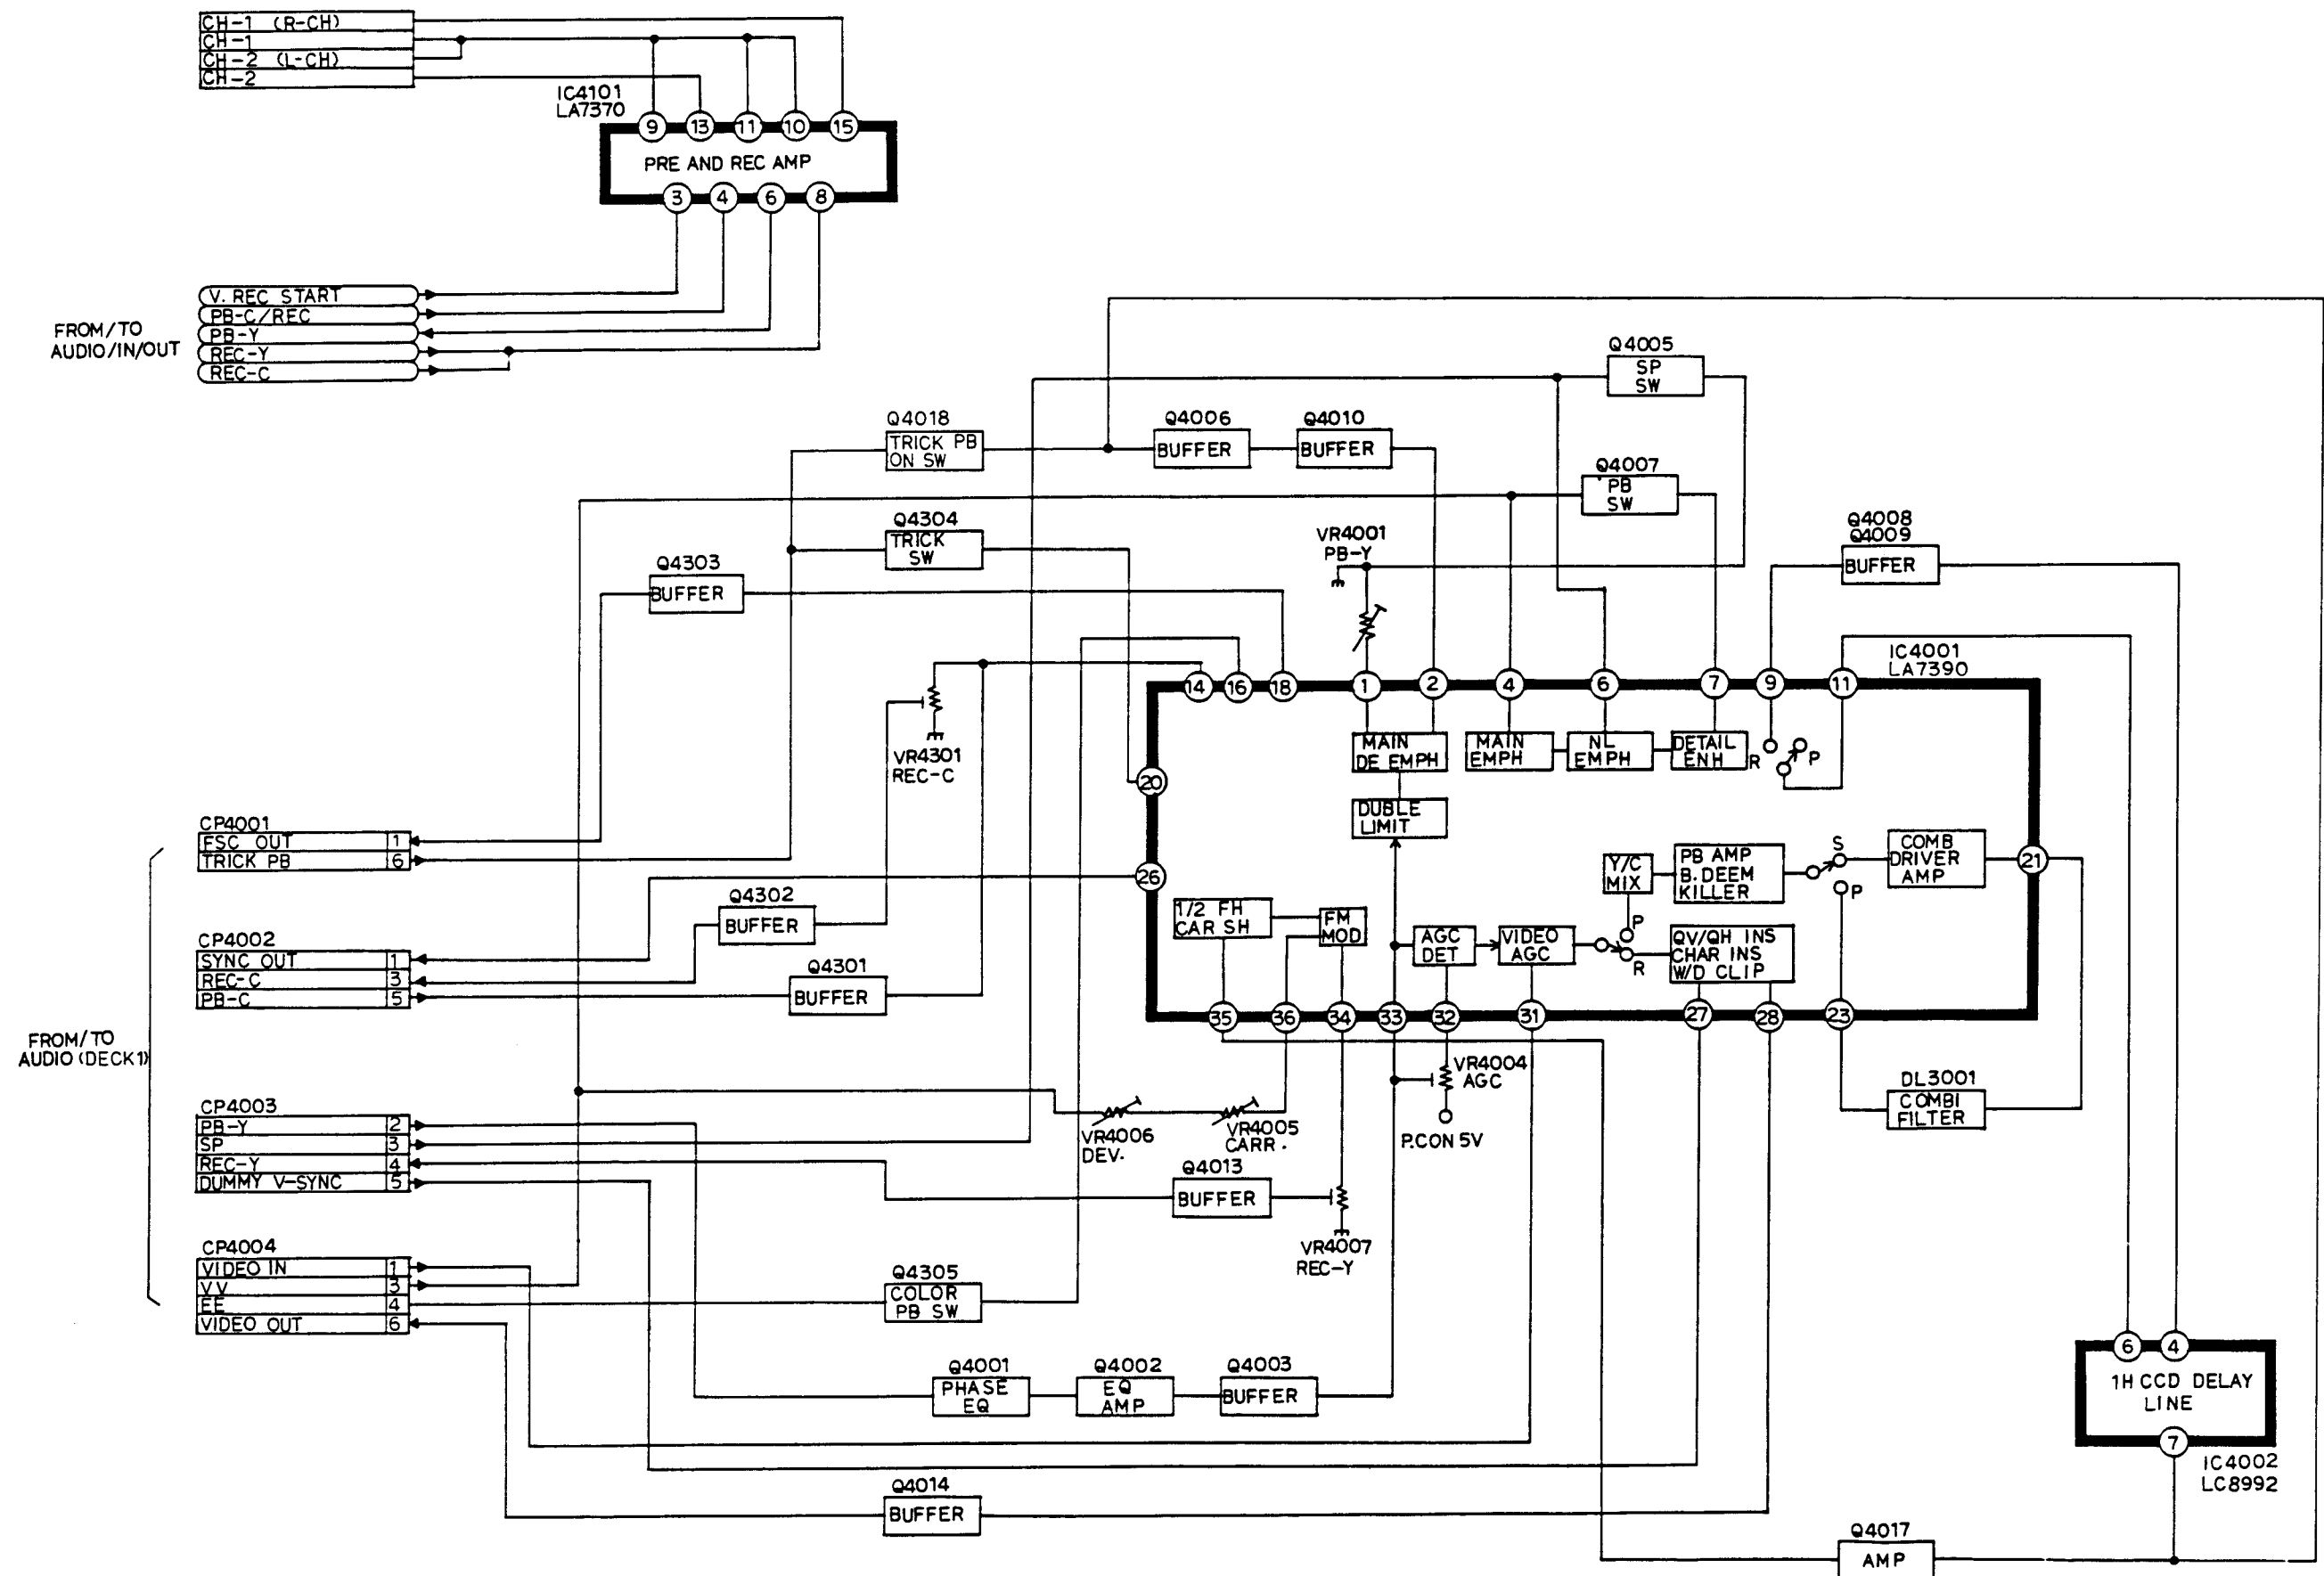 CH-1 (R-CH)
CH-1
CH-2 (L-CH)
CH-2
IC4101
LA7370
9 13 11 10 15
PRE AND REC AMP
3 4 6 8
FROM/TO
AUDIO/IN/OUT
V. REC START
PB-C/REC
PB-Y
REC-Y
REC-C
Q4005
SP
SW
Q4018
TRICK PB
ON SW
Q4006
BUFFER
Q4010
BUFFER
Q4007
PB
SW
Q4304
TRICK
SW
VR4001
PB-Y
Q4008
Q4009
BUFFER
Q4303
BUFFER
IC4001
LA7390
14 16 18 1 2 4 6 7 9 11
VR4301
REC-C
MAIN
DE EMPH
MAIN
EMPH
NL
EMPH
DETAIL
ENH
R
P
20
DUBLE
LIMIT
CP4001
FSC OUT 1
TRICK PB 6
26
Y/C
MIX
PB AMP
B. DEEM
KILLER
S
P
COMB
DRIVER
AMP
21
Q4302
BUFFER
1/2 FH
CAR SH
FM
MOD
AGC
DET
VIDEO
AGC
P
R
QV/QH INS
CHAR INS
W/D CLIP
CP4002
SYNC OUT 1
REC-C 3
PB-C 5
Q4301
BUFFER
35 36 34 33 32 31 27 28 23
FROM/TO
AUDIO (DECK1)
VR4004
AGC
P.CON 5V
DL3001
COMBI
FILTER
CP4003
PB-Y 2
SP 3
REC-Y 4
DUMMY V-SYNC 5
VR4006
DEV.
VR4005
CARR.
Q4013
BUFFER
VR4007
REC-Y
CP4004
VIDEO IN 1
VV 3
EE 4
VIDEO OUT 6
Q4305
COLOR
PB SW
Q4001
PHASE
EQ
Q4002
EQ
AMP
Q4003
BUFFER
6 4
1H CCD DELAY
LINE
7
IC4002
LC8992
Q4014
BUFFER
Q4017
AMP